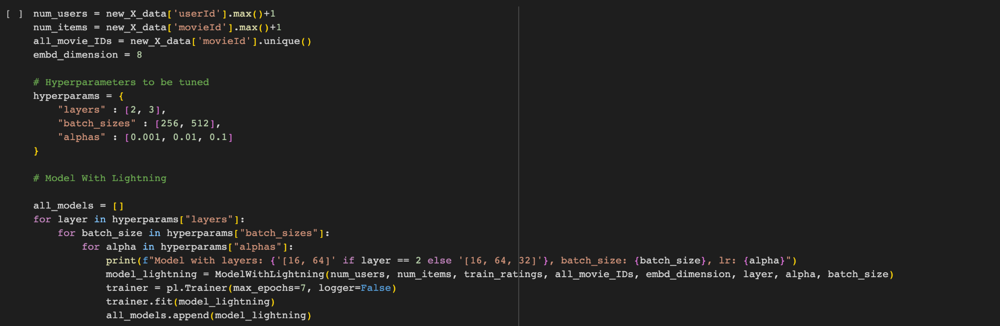 [ ] num_users = new_X_data['userId'].max()+1
num_items = new_X_data['movieId'].max()+1
all_movie_IDs = new_X_data['movieId'].unique()
embd_dimension = 8

# Hyperparameters to be tuned
hyperparams = {
    "layers" : [2, 3],
    "batch_sizes" : [256, 512],
    "alphas" : [0.001, 0.01, 0.1]
}

# Model With Lightning

all_models = []
for layer in hyperparams["layers"]:
    for batch_size in hyperparams["batch_sizes"]:
        for alpha in hyperparams["alphas"]:
            print(f"Model with layers: {'[16, 64]' if layer == 2 else '[16, 64, 32]'}, batch_size: {batch_size}, lr: {alpha}")
            model_lightning = ModelWithLightning(num_users, num_items, train_ratings, all_movie_IDs, embd_dimension, layer, alpha, batch_size)
            trainer = pl.Trainer(max_epochs=7, logger=False)
            trainer.fit(model_lightning)
            all_models.append(model_lightning)